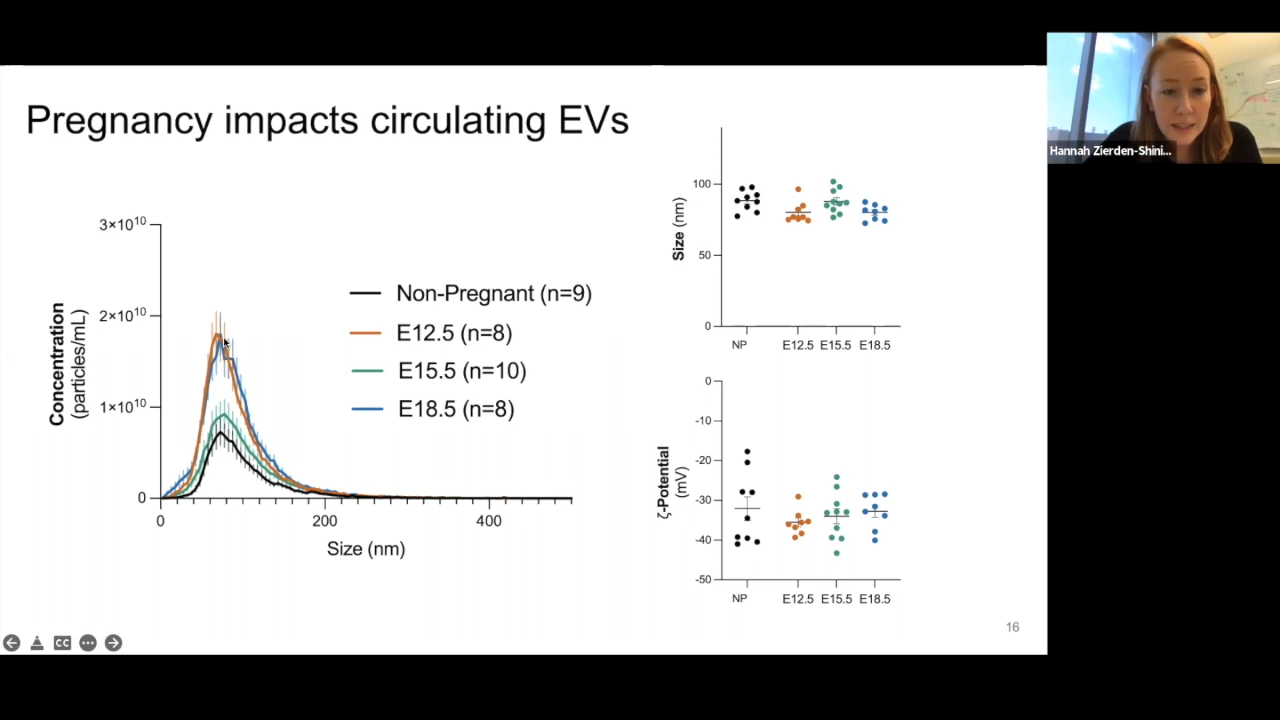 Pregnancy impacts circulating EVs
Hannah Zierden-Shini...
3×10¹⁰
2×10¹⁰
1×10¹⁰
0
Concentration
(particles/mL)
0
200
400
Size (nm)
Non-Pregnant (n=9)
E12.5 (n=8)
E15.5 (n=10)
E18.5 (n=8)
100
50
0
Size (nm)
NP
E12.5
E15.5
E18.5
0
-10
-20
-30
-40
-50
ζ-Potential
(mV)
NP
E12.5
E15.5
E18.5
16
CC